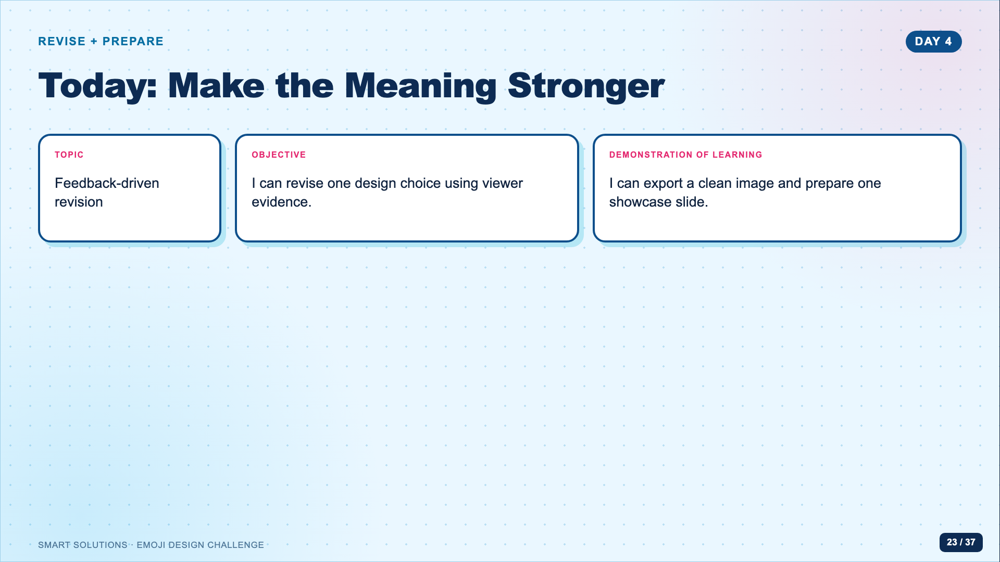 REVISE + PREPARE
DAY 4
Today: Make the Meaning Stronger
TOPIC
Feedback-driven
revision
OBJECTIVE
I can revise one design choice using viewer
evidence.
DEMONSTRATION OF LEARNING
I can export a clean image and prepare one
showcase slide.
SMART SOLUTIONS · EMOJI DESIGN CHALLENGE
23 / 37